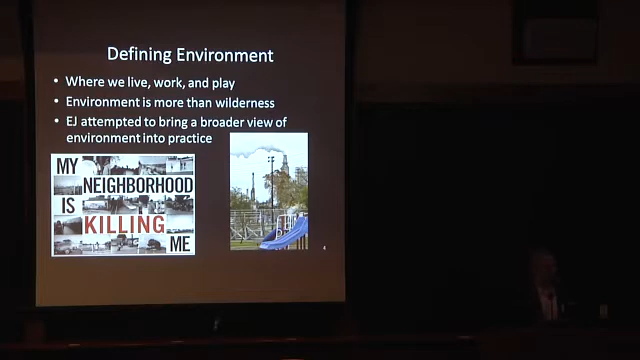 Defining Environment
• Where we live, work, and play
• Environment is more than wilderness
• EJ attempted to bring a broader view of
environment into practice
MY
NEIGHBORHOOD
IS
KILLING
ME